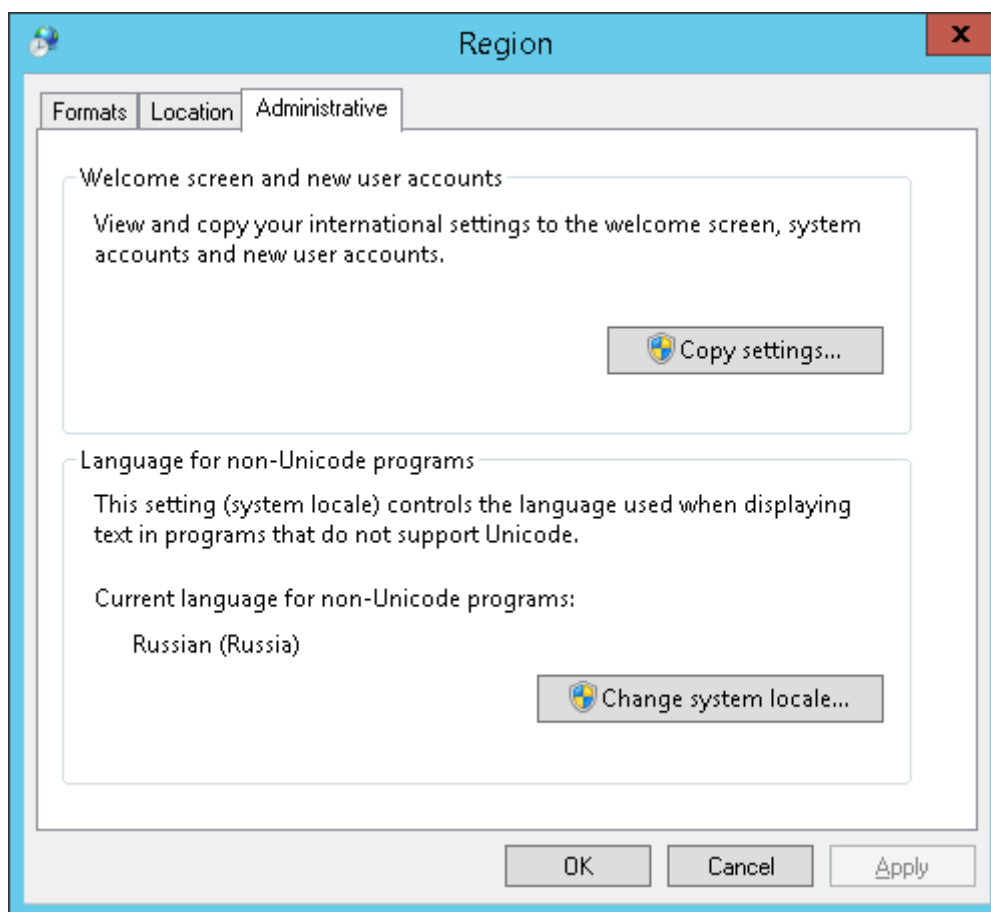 Region
x
Formats
Location
Administrative
Welcome screen and new user accounts
View and copy your international settings to the welcome screen, system
accounts and new user accounts.
Copy settings...
Language for non-Unicode programs
This setting (system locale) controls the language used when displaying
text in programs that do not support Unicode.
Current language for non-Unicode programs:
Russian (Russia)
Change system locale...
OK
Cancel
Apply